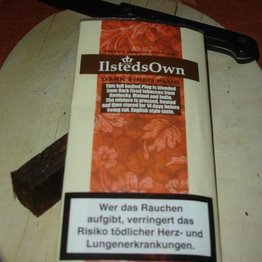 IlstedsOwn
DARK FIRED PLUG
This full bodied Plug is blended
from Dark fired tobaccos from
Kentucky, Malawi and India.
The mixture is pressed, heated
and then stored for 14 days before
being cut. English style taste.
Wer das Rauchen
aufgibt, verringert das
Risiko tödlicher Herz- und
Lungenerkrankungen.